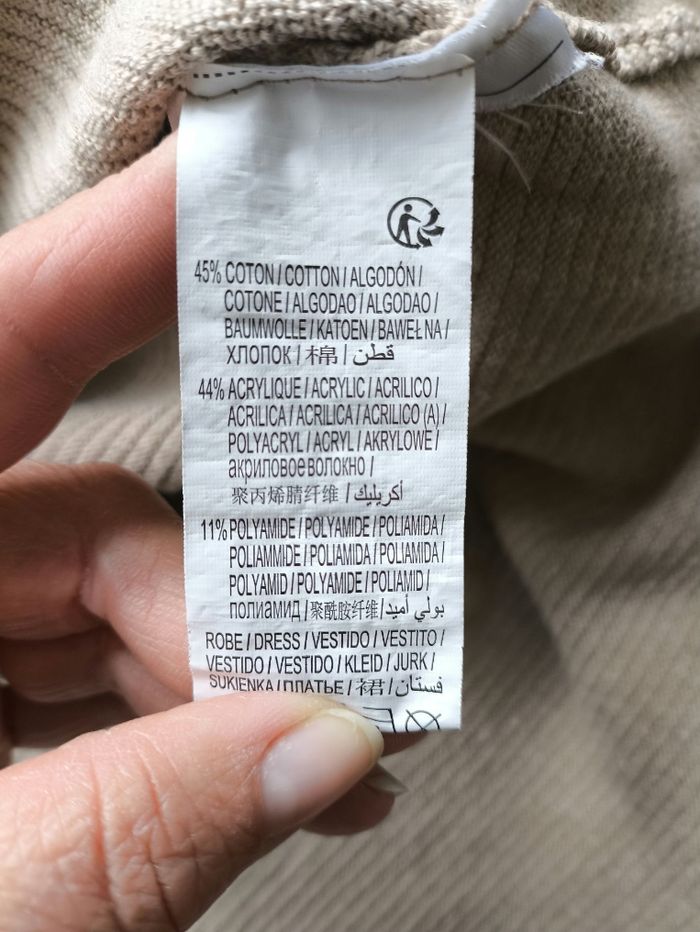 45% COTON / COTTON / ALGODÓN /
COTONE / ALGODAO / ALGODAO /
BAUMWOLLE / KATOEN / BAWEŁNA /
ХЛОПОК / 棉 / قطن
44% ACRYLIQUE / ACRYLIC / ACRILICO /
ACRILICA / ACRILICA / ACRILICO (A) /
POLYACRYL / ACRYL / AKRYLOWE /
акриловое волокно /
聚丙烯腈纤维 / أكريليك
11% POLYAMIDE / POLYAMIDE / POLIAMIDA /
POLIAMMIDE / POLIAMIDA / POLIAMIDA /
POLYAMID / POLYAMIDE / POLIAMID /
полиамид / 聚酰胺纤维 / بولي أميد
ROBE / DRESS / VESTIDO / VESTITO /
VESTIDO / VESTIDO / KLEID / JURK /
SUKIENKA / ПЛАТЬЕ / 裙 / فستان